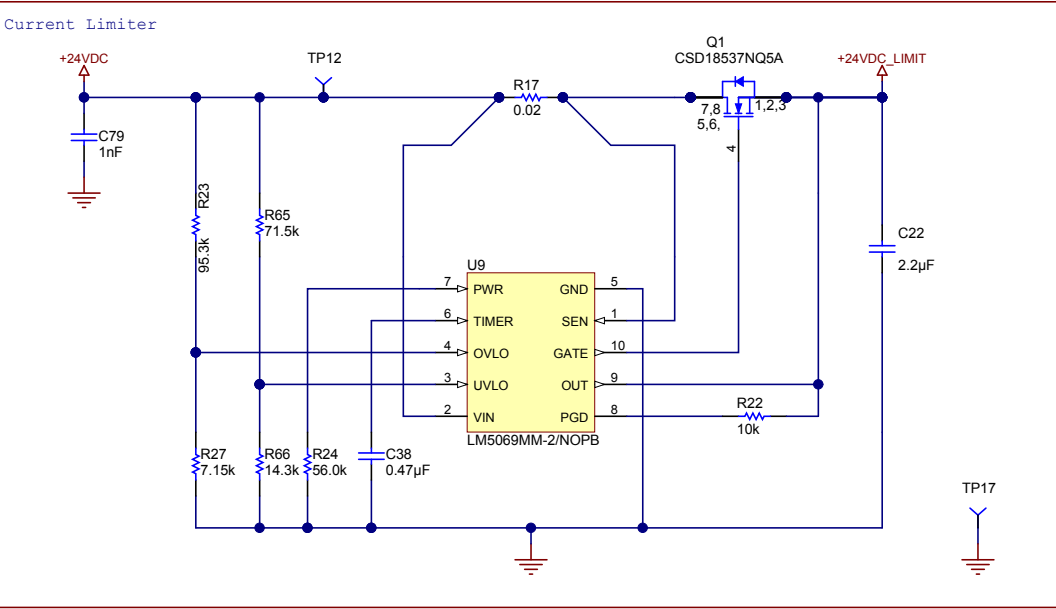 Current Limiter
+24VDC
TP12
Q1
CSD18537NQ5A
+24VDC_LIMIT
R17
0.02
7,8
5,6,
1,2,3
4
C79
1nF
R23
95.3k
R65
71.5k
C22
2.2µF
U9
7 PWR GND 5
6 TIMER SEN 1
4 OVLO GATE 10
3 UVLO OUT 9
2 VIN PGD 8
LM5069MM-2/NOPB
R22
10k
R27
7.15k
R66
14.3k
R24
56.0k
C38
0.47µF
TP17